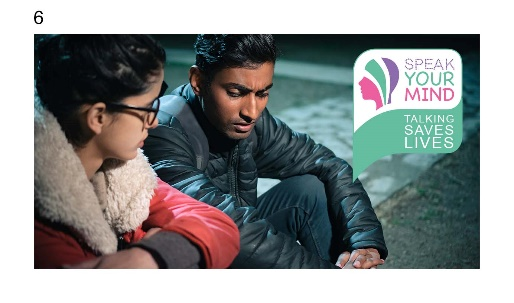 6
SPEAK
YOUR
MIND
TALKING
SAVES
LIVES